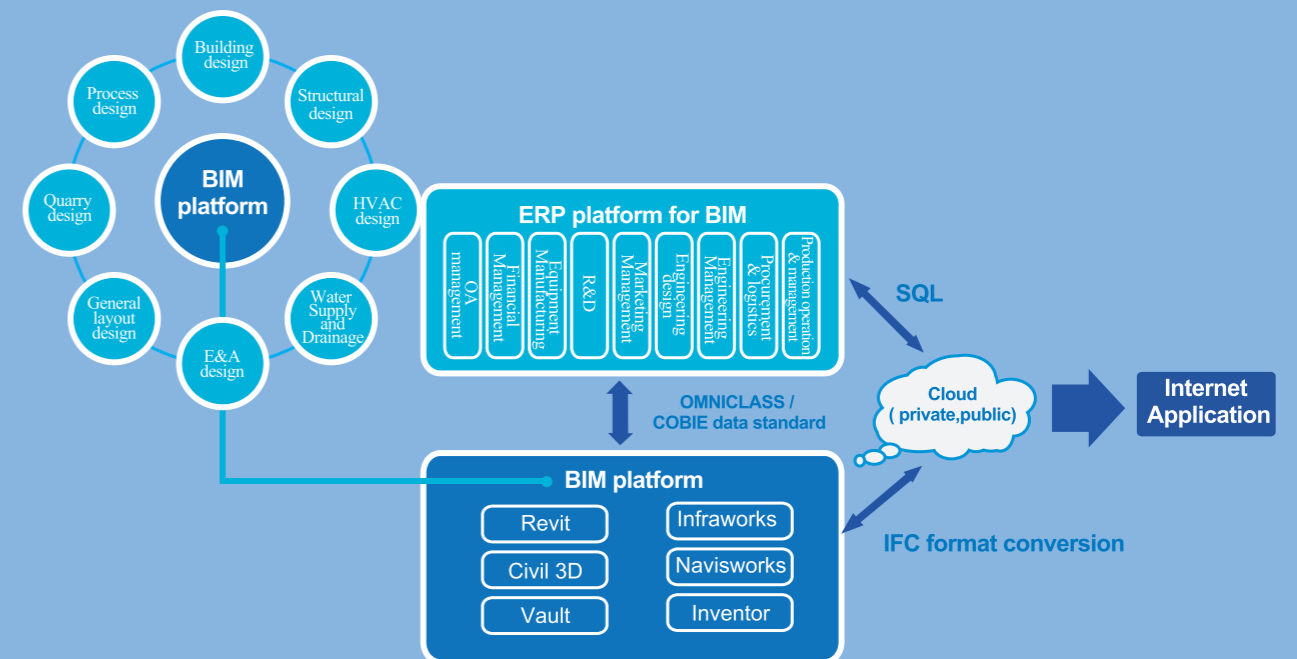 Building
design
Process
design
Structural
design
BIM
platform
Quarry
design
HVAC
design
General
layout
design
Water
Supply
and
Drainage
E&A
design
ERP platform for BIM
OA
management
Financial
Management
Equipment
Manufacturing
R&D
Marketing
Management
Engineering
design
Engineering
Management
Procurement
& logistics
Production operation
& management
SQL
OMNICLASS /
COBIE data standard
Cloud
( private,public)
Internet
Application
BIM platform
Revit
Infraworks
Civil 3D
Navisworks
Vault
Inventor
IFC format conversion